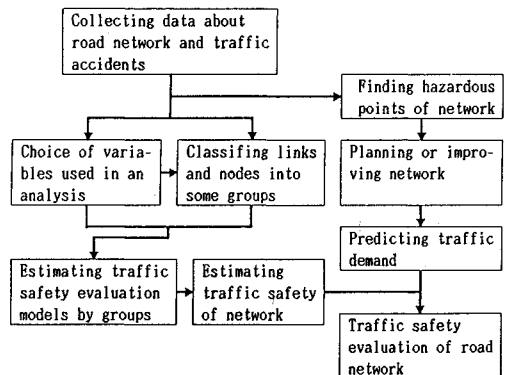 Collecting data about
road network and traffic
accidents
Finding hazardous
points of network
Choice of varia-
bles used in an
analysis
Classifing links
and nodes into
some groups
Planning or impro-
ving network
Predicting traffic
demand
Estimating traffic
safety evaluation
models by groups
Estimating
traffic safety
of network
Traffic safety
evaluation of road
network